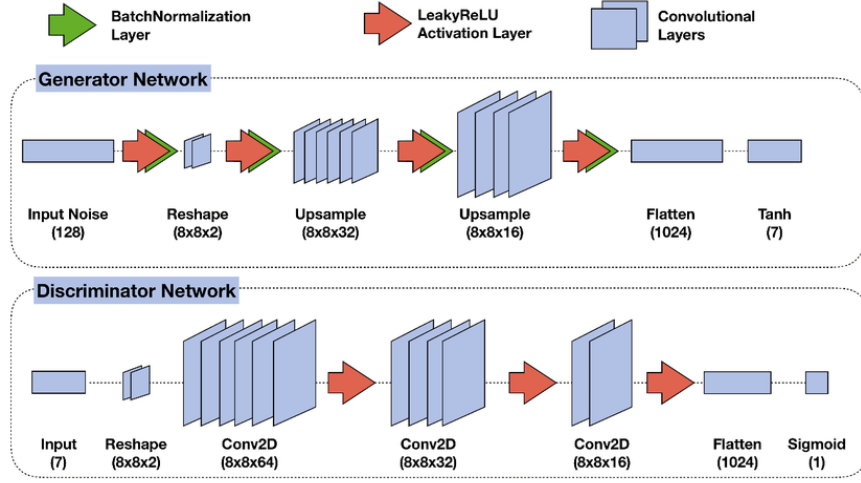 BatchNormalization
Layer
LeakyReLU
Activation Layer
Convolutional
Layers
Generator Network
Input Noise
(128)
Reshape
(8x8x2)
Upsample
(8x8x32)
Upsample
(8x8x16)
Flatten
(1024)
Tanh
(7)
Discriminator Network
Input
(7)
Reshape
(8x8x2)
Conv2D
(8x8x64)
Conv2D
(8x8x32)
Conv2D
(8x8x16)
Flatten
(1024)
Sigmoid
(1)